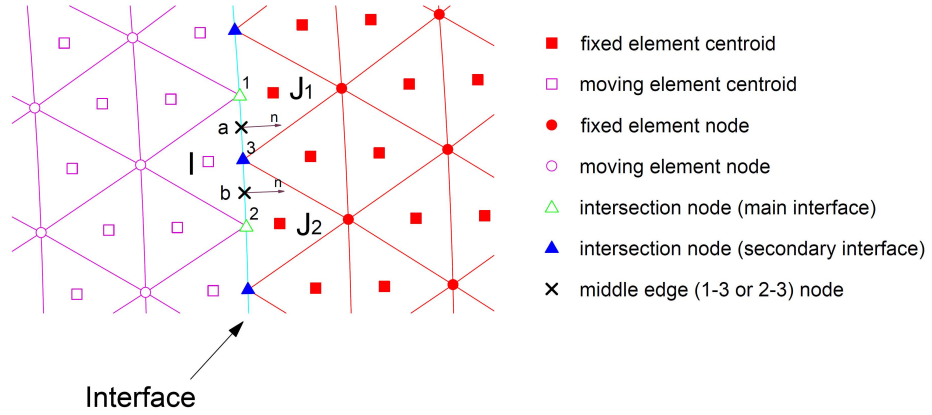 1
J1
fixed element centroid
moving element centroid
n
a
fixed element node
3
I
moving element node
n
b
2
J2
intersection node (main interface)
intersection node (secondary interface)
middle edge (1-3 or 2-3) node
Interface